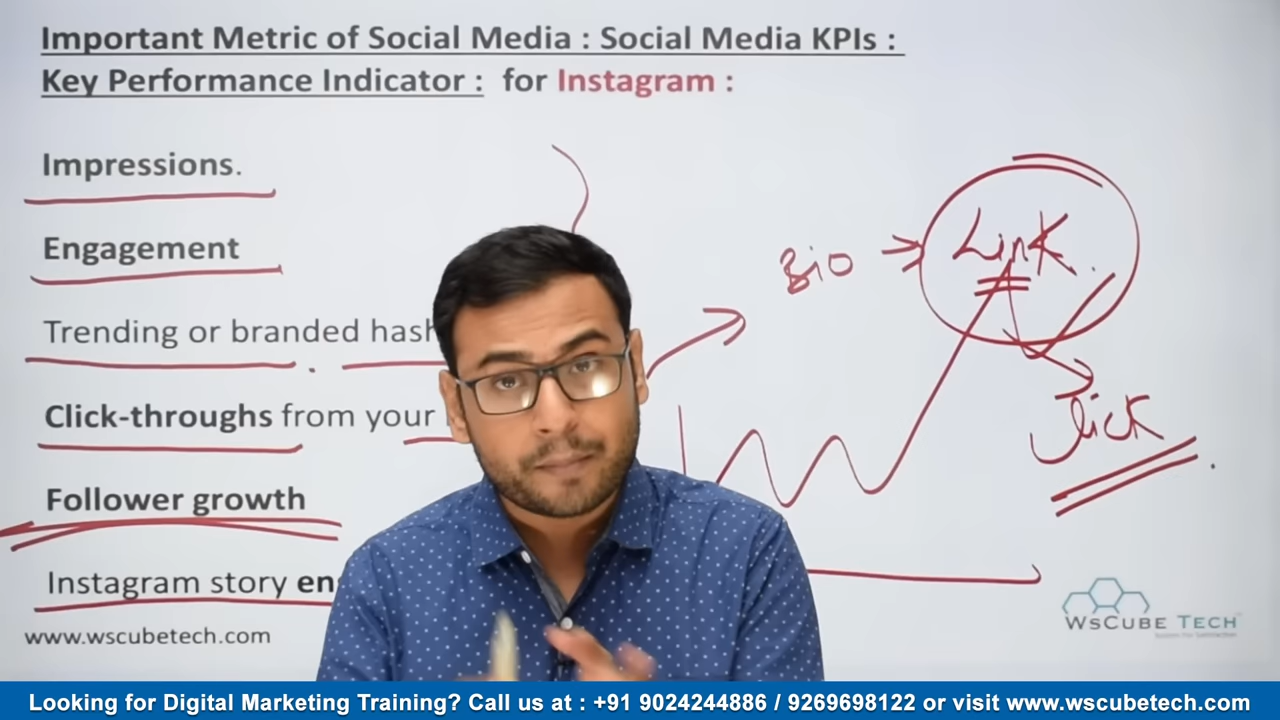 Important Metric of Social Media : Social Media KPIs :
Key Performance Indicator : for Instagram :
Impressions.
Engagement
Trending or branded hash
Click-throughs from your
Follower growth
Instagram story en
Bio
Link
Click
www.wscubetech.com
WsCube Tech
Looking for Digital Marketing Training? Call us at : +91 9024244886 / 9269698122 or visit www.wscubetech.com